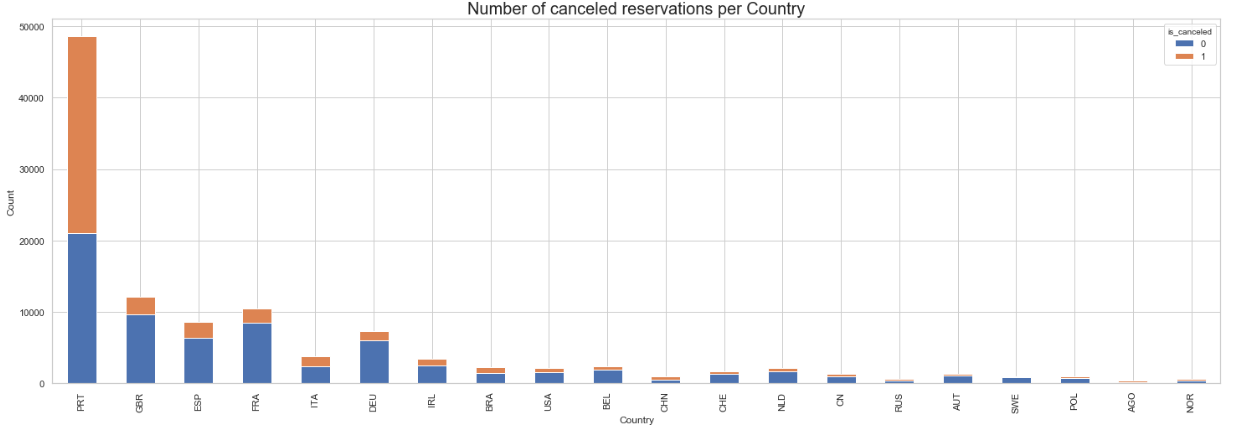 Number of canceled reservations per Country
is_canceled
0
1
50000
40000
30000
20000
10000
0
Count
PRT
GBR
ESP
FRA
ITA
DEU
IRL
BRA
USA
BEL
CHN
CHE
NLD
CN
RUS
AUT
SWE
POL
AGO
NOR
Country